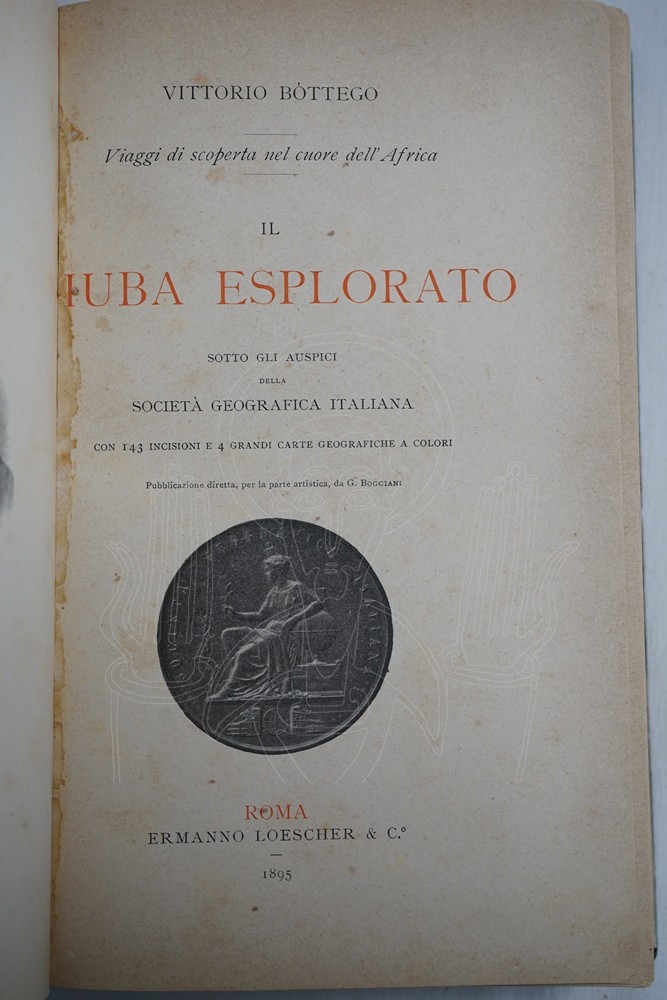 VITTORIO BÒTTEGO
Viaggi di scoperta nel cuore dell'Africa
IL
IUBA ESPLORATO
SOTTO GLI AUSPICI
DELLA
SOCIETÀ GEOGRAFICA ITALIANA
CON 143 INCISIONI E 4 GRANDI CARTE GEOGRAFICHE A COLORI
Pubblicazione diretta, per la parte artistica, da G. BOGGIANI
ROMA
ERMANNO LOESCHER & C.º
1895